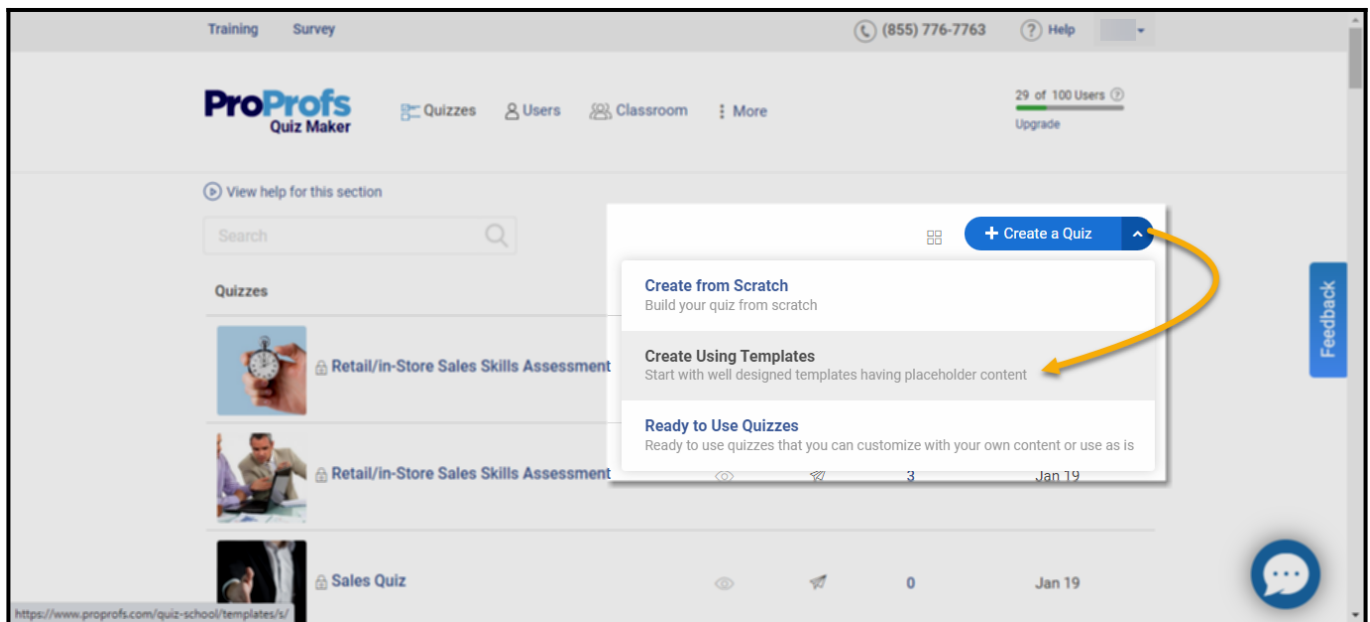 Training Survey (855) 776-7763 ? Help
ProProfs
Quiz Maker
Quizzes Users Classroom More
29 of 100 Users ?
Upgrade
View help for this section
Search
+ Create a Quiz
Create from Scratch
Build your quiz from scratch
Quizzes
Create Using Templates
Start with well designed templates having placeholder content
Retail/in-Store Sales Skills Assessment
Ready to Use Quizzes
Ready to use quizzes that you can customize with your own content or use as is
Retail/in-Store Sales Skills Assessment 3 Jan 19
Sales Quiz 0 Jan 19
Feedback
https://www.proprofs.com/quiz-school/templates/s/